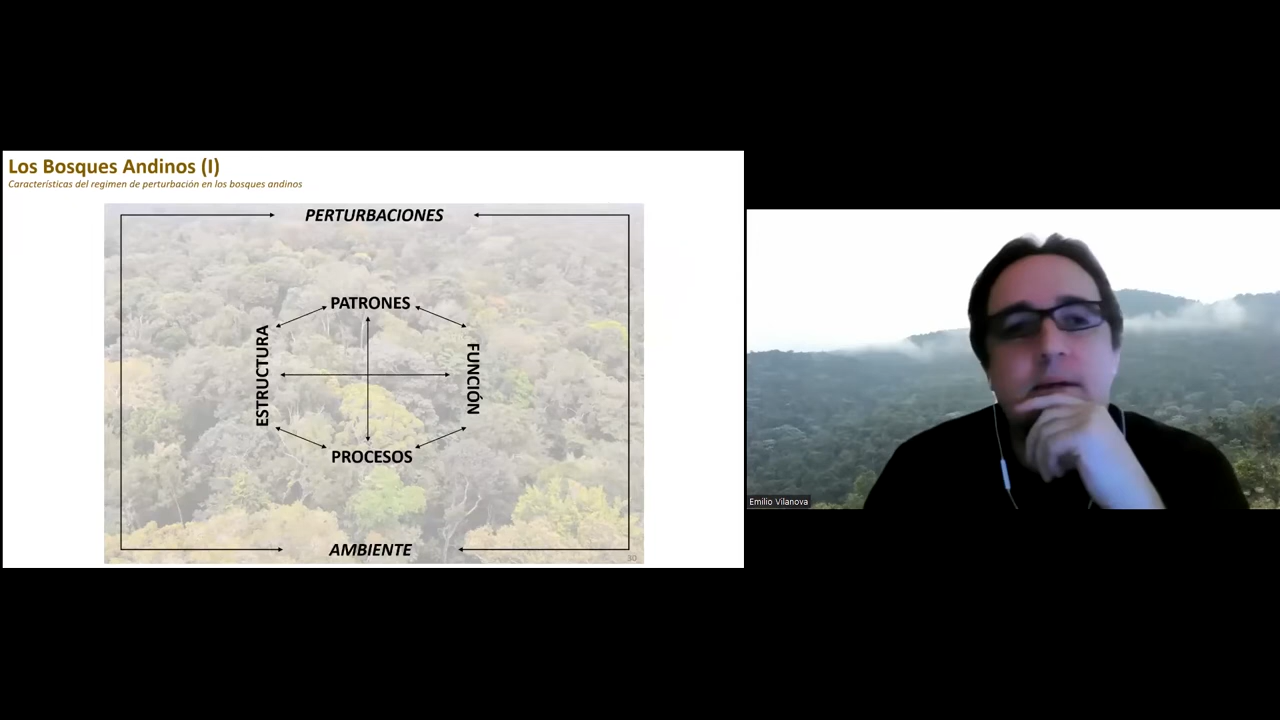 Los Bosques Andinos (I)
Características del regimen de perturbación en los bosques andinos
PERTURBACIONES
PATRONES
ESTRUCTURA
FUNCIÓN
PROCESOS
AMBIENTE
30
Emilio Vilanova